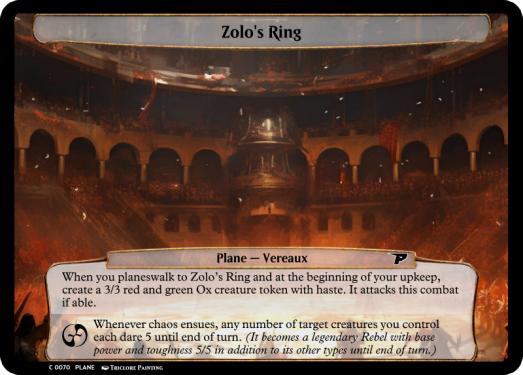 Zolo's Ring
Plane — Vereaux
When you planeswalk to Zolo's Ring and at the beginning of your upkeep,
create a 3/3 red and green Ox creature token with haste. It attacks this combat
if able.
Whenever chaos ensues, any number of target creatures you control
each dare 5 until end of turn. (It becomes a legendary Rebel with base
power and toughness 5/5 in addition to its other types until end of turn.)
C 0070 PLANE Triclore Painting